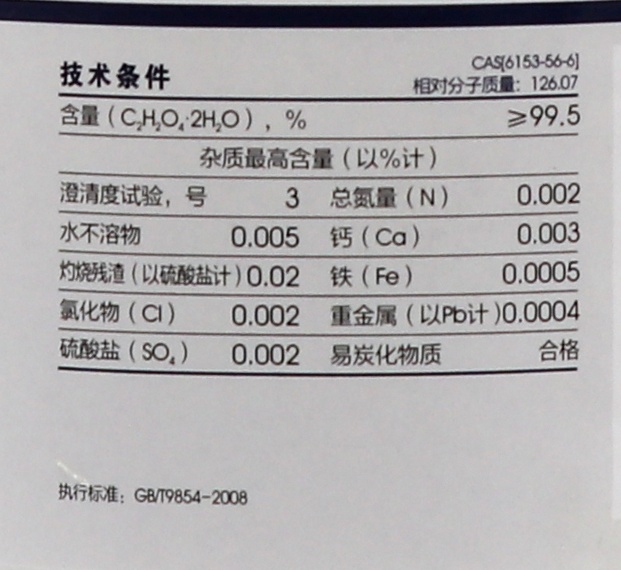 技术条件
CAS[6153-56-6]
相对分子质量：126.07
含量（C₂H₂O₄·2H₂O），% ≥99.5
杂质最高含量（以%计）
澄清度试验，号 3 总氮量（N） 0.002
水不溶物 0.005 钙（Ca） 0.003
灼烧残渣（以硫酸盐计）0.02 铁（Fe） 0.0005
氯化物（Cl） 0.002 重金属（以Pb计）0.0004
硫酸盐（SO₄） 0.002 易炭化物质 合格
执行标准：GB/T9854-2008